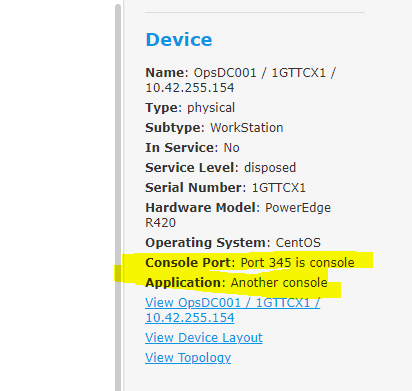 Device
Name: OpsDC001 / 1GTTCX1 /
10.42.255.154
Type: physical
Subtype: WorkStation
In Service: No
Service Level: disposed
Serial Number: 1GTTCX1
Hardware Model: PowerEdge
R420
Operating System: CentOS
Console Port: Port 345 is console
Application: Another console
View OpsDC001 / 1GTTCX1 /
10.42.255.154
View Device Layout
View Topology